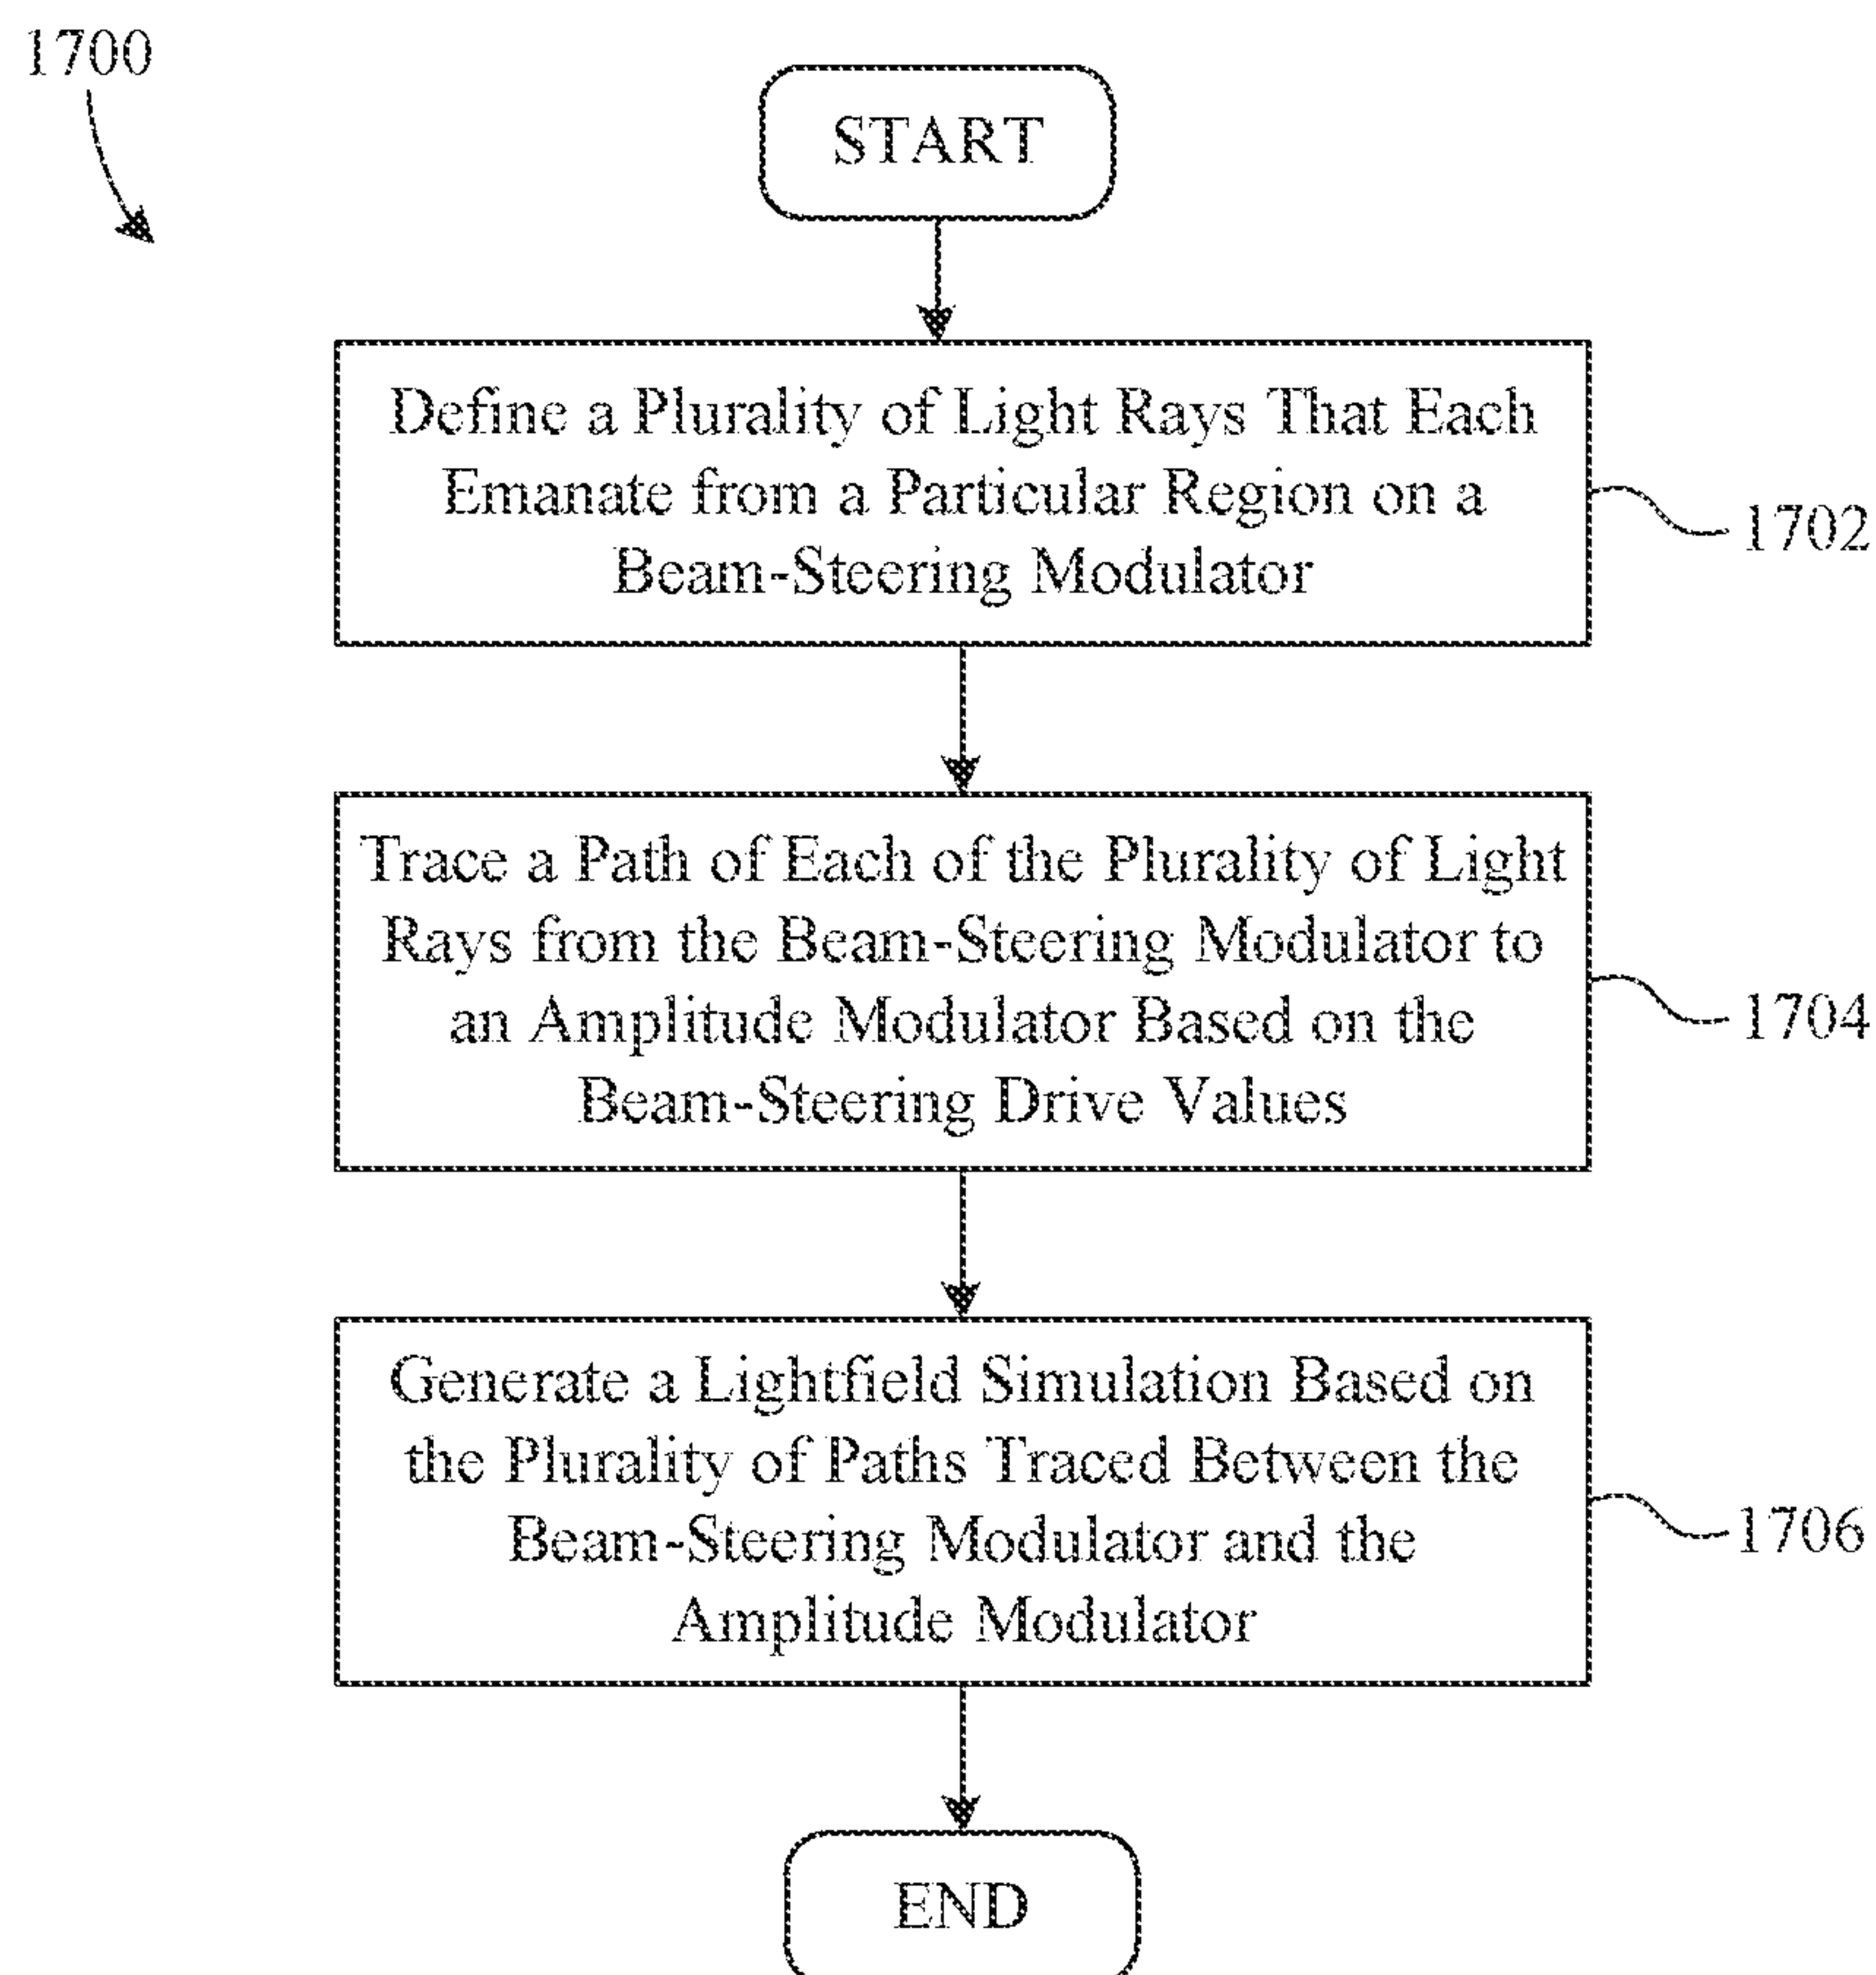 1700
START
Define a Plurality of Light Rays That Each
Emanate from a Particular Region on a
Beam-Steering Modulator
1702
Trace a Path of Each of the Plurality of Light
Rays from the Beam-Steering Modulator to
an Amplitude Modulator Based on the
Beam-Steering Drive Values
1704
Generate a Lightfield Simulation Based on
the Plurality of Paths Traced Between the
Beam-Steering Modulator and the
Amplitude Modulator
1706
END